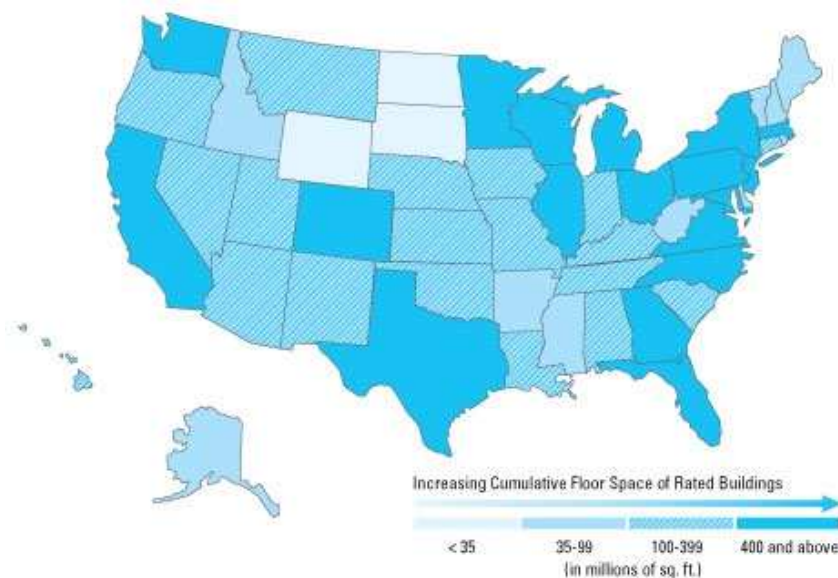 Increasing Cumulative Floor Space of Rated Buildings
< 35 35-99 100-399 400 and above
(in millions of sq. ft.)